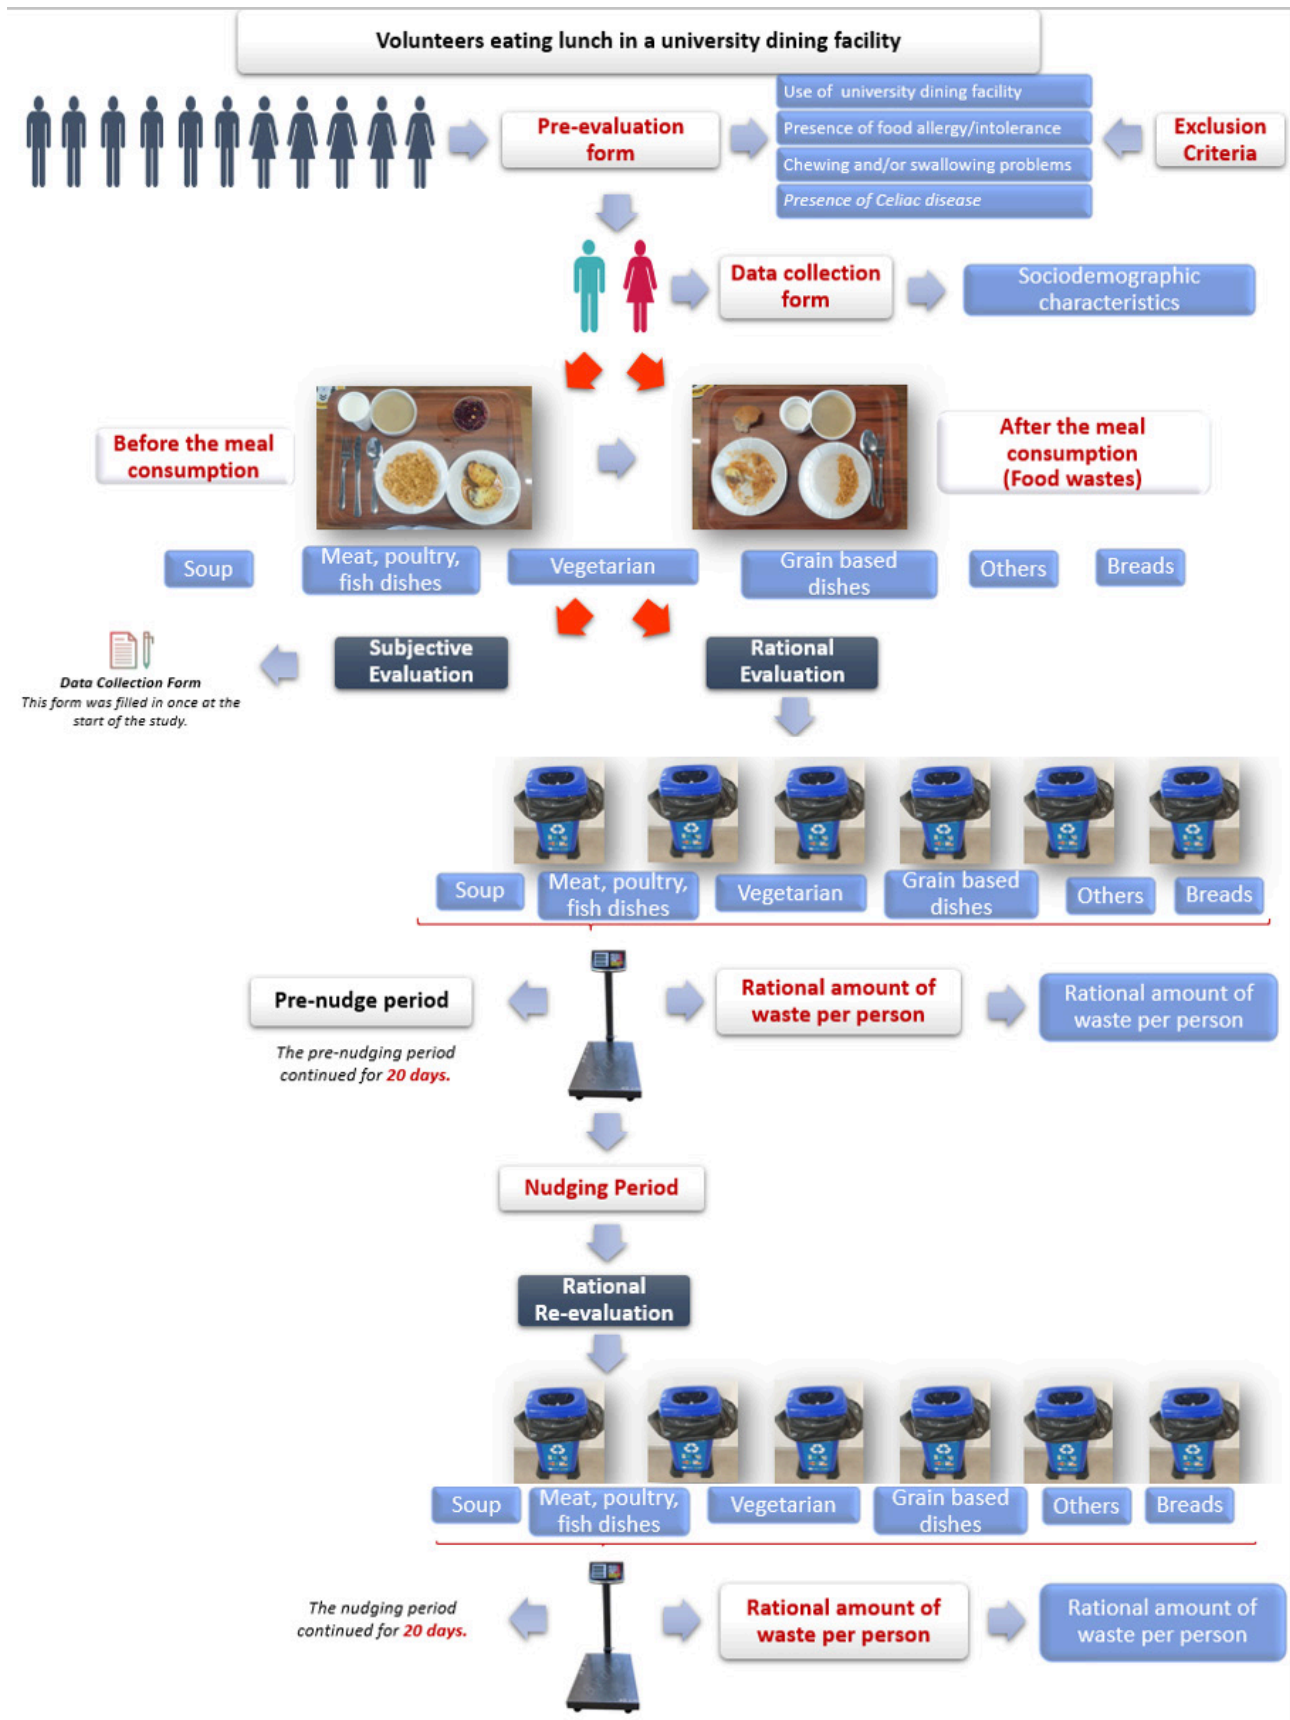 Volunteers eating lunch in a university dining facility
Pre-evaluation
form
Use of university dining facility
Presence of food allergy/intolerance
Chewing and/or swallowing problems
Presence of Celiac disease
Exclusion
Criteria
Data collection
form
Sociodemographic
characteristics
Before the meal
consumption
After the meal
consumption
(Food wastes)
Soup
Meat, poultry,
fish dishes
Vegetarian
Grain based
dishes
Others
Breads
Data Collection Form
This form was filled in once at the
start of the study.
Subjective
Evaluation
Rational
Evaluation
Soup
Meat, poultry,
fish dishes
Vegetarian
Grain based
dishes
Others
Breads
Pre-nudge period
The pre-nudging period
continued for 20 days.
Rational amount of
waste per person
Rational amount of
waste per person
Nudging Period
Rational
Re-evaluation
Soup
Meat, poultry,
fish dishes
Vegetarian
Grain based
dishes
Others
Breads
The nudging period
continued for 20 days.
Rational amount of
waste per person
Rational amount of
waste per person